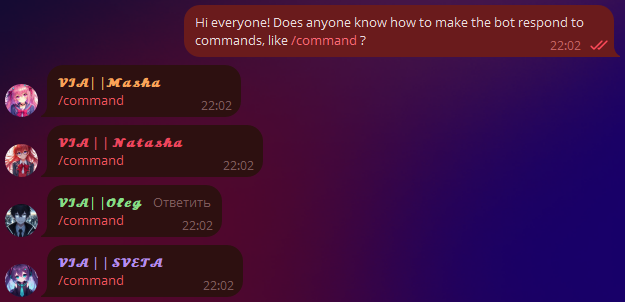 Hi everyone! Does anyone know how to make the bot respond to
commands, like /command ?
22:02
VIA| |Masha
/command
22:02
VIA | | Natasha
/command
22:02
VIA| |Oleg Ответить
/command
22:02
VIA | | SVETA
/command
22:02